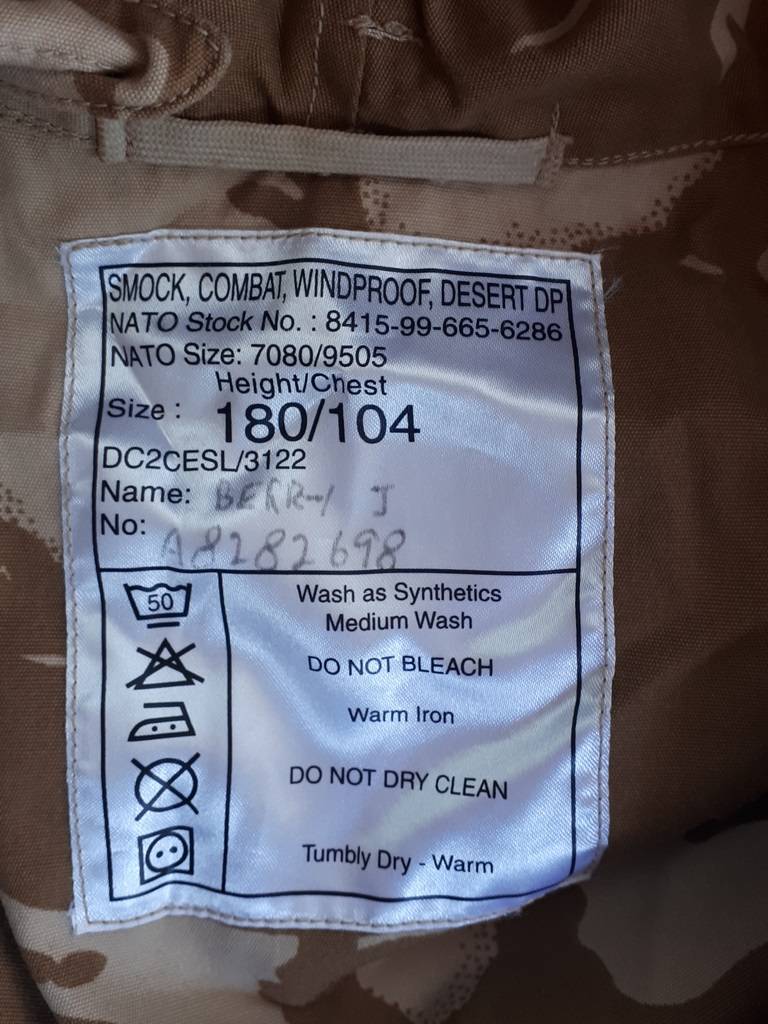 SMOCK, COMBAT, WINDPROOF, DESERT DP
NATO Stock No. : 8415-99-665-6286
NATO Size: 7080/9505
Height/Chest
Size : 180/104
DC2CESL/3122
Name: BERRY J
No: A8282698
50
Wash as Synthetics
Medium Wash
DO NOT BLEACH
Warm Iron
DO NOT DRY CLEAN
Tumbly Dry - Warm